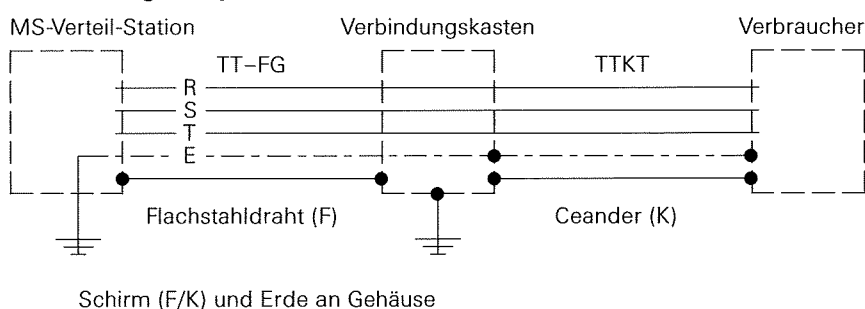 MS-Verteil-Station Verbindungskasten Verbraucher
TT–FG TTKT
R
S
T
E
Flachstahldraht (F) Ceander (K)
Schirm (F/K) und Erde an Gehäuse